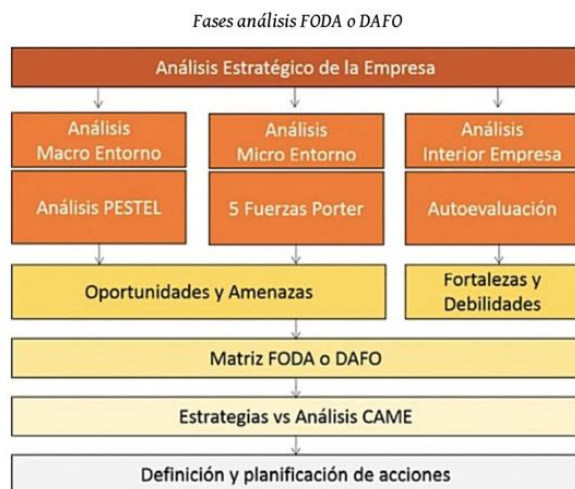 Fases análisis FODA o DAFO
Análisis Estratégico de la Empresa
Análisis
Macro Entorno
Análisis PESTEL
Análisis
Micro Entorno
5 Fuerzas Porter
Análisis
Interior Empresa
Autoevaluación
Oportunidades y Amenazas
Fortalezas y
Debilidades
Matriz FODA o DAFO
Estrategias vs Análisis CAME
Definición y planificación de acciones